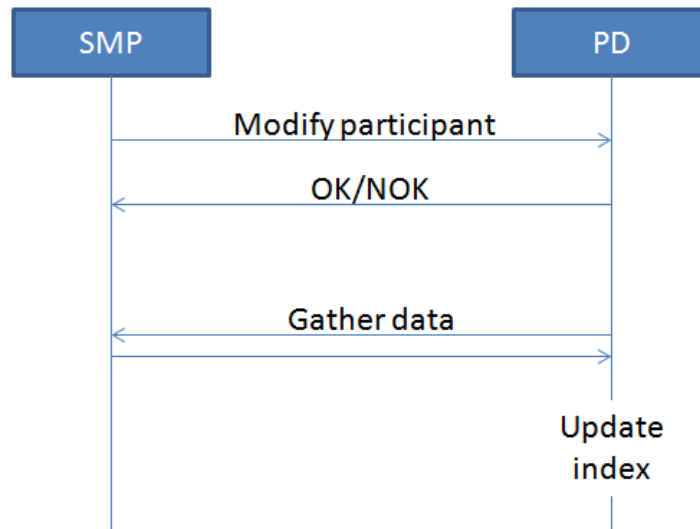 SMP
PD
Modify participant
OK/NOK
Gather data
Update
index